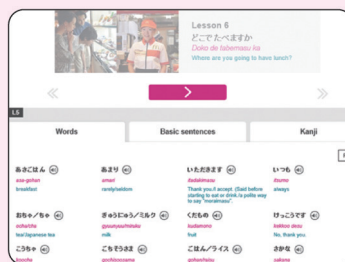 Lesson 6
どこで たべますか
Doko de tabemasu ka
Where are you going to have lunch?
L6
Words
Basic sentences
Kanji
あさごはん
asa-gohan
breakfast
あまり
amari
rarely/seldom
いただきます
itadakimasu
Thank you./I accept. (Said before starting to eat or drink./a polite way to say "moraimasu".)
いつも
itsumo
always
おちゃ/ちゃ
ocha/cha
tea/Japanese tea
ぎゅうにゅう/ミルク
gyuunyuu/miruku
milk
くだもの
kudamono
fruit
けっこうです
kekkoo desu
No, thank you.
こうちゃ
koocha
ごちそうさま
gochisoosama
ごはん/ライス
gohan/raisu
さかな
sakana